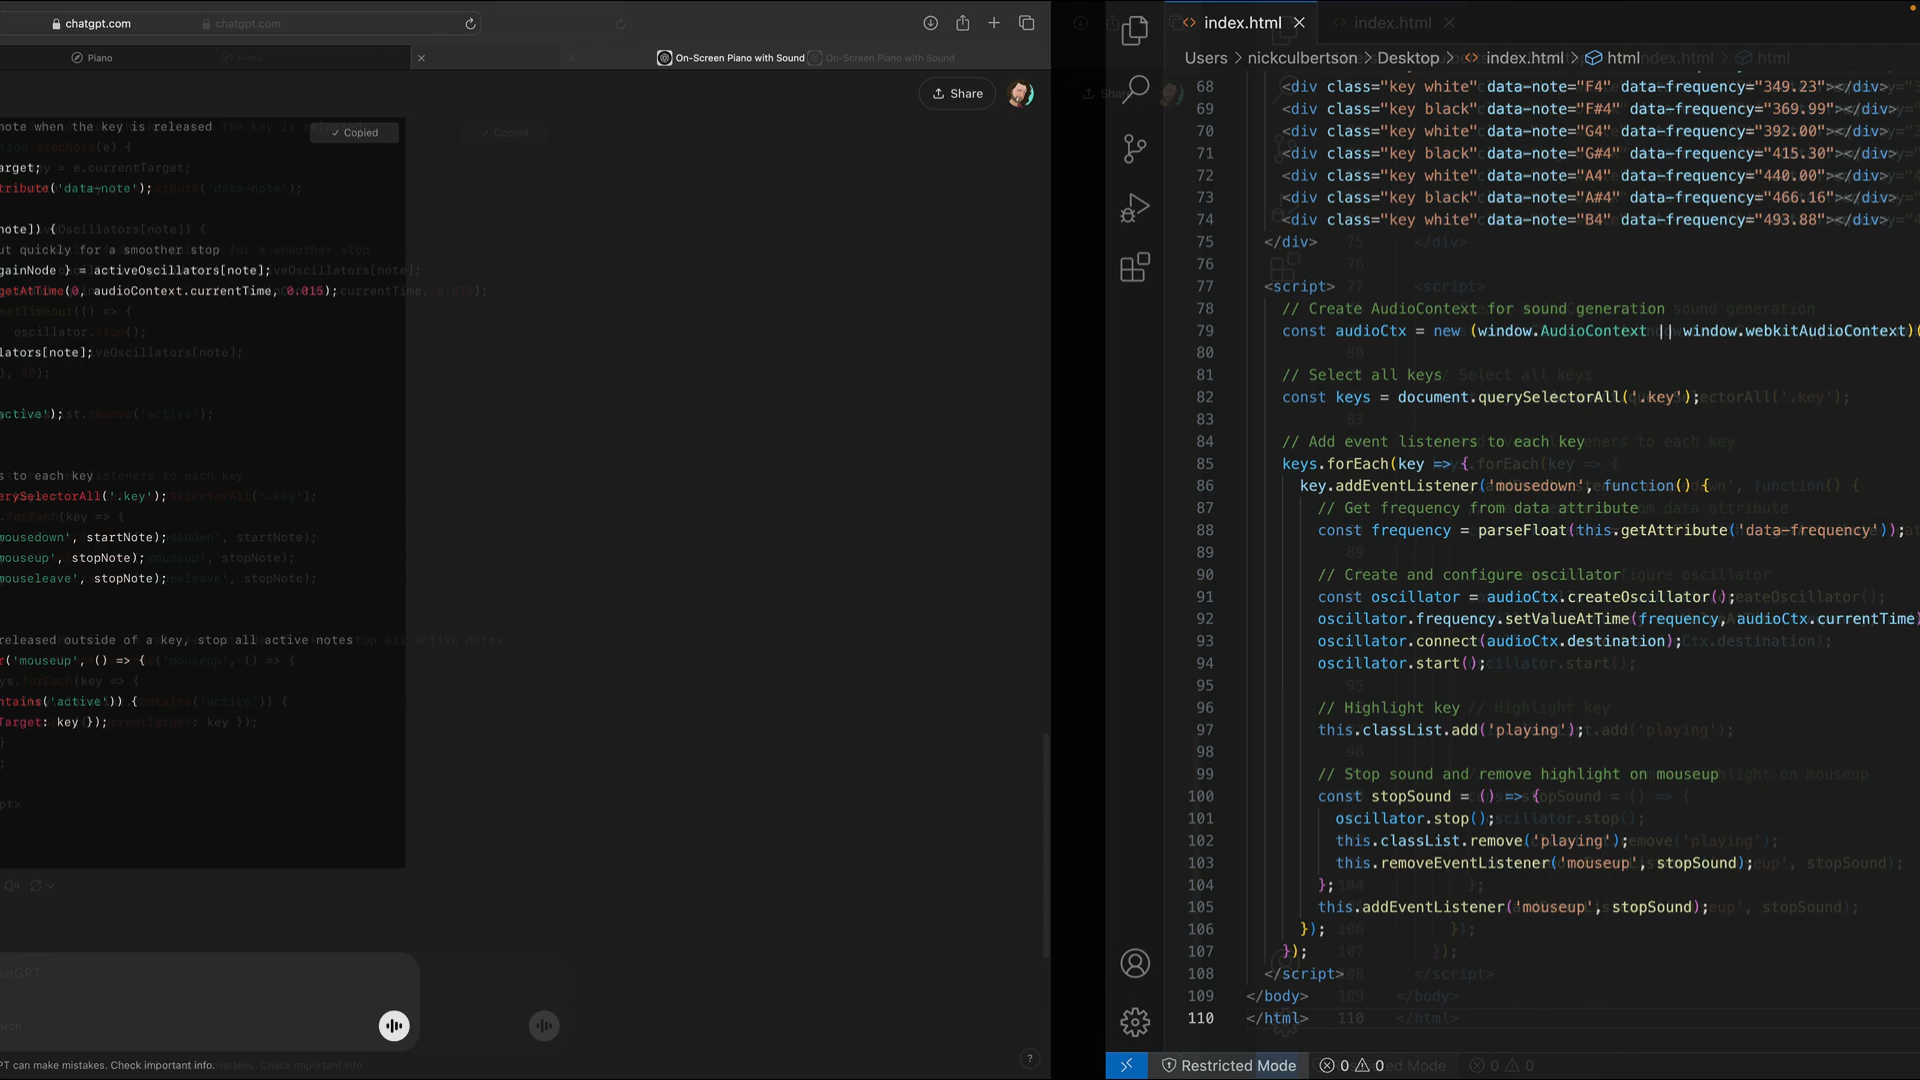 chatgpt.com
Piano
On-Screen Piano with Sound
Share
note when the key is released
✓ Copied
arget;
tribute('data-note');
note]) {
ut quickly for a smoother stop
gainNode } = activeOscillators[note];
getAtTime(0, audioContext.currentTime, 0.015);
setTimeout(() => {
oscillator.stop();
lators[note];
active');
s to each key
erySelectorAll('.key');
.forEach(key => {
mousedown', startNote);
mouseup', stopNote);
mouseleave', stopNote);
released outside of a key, stop all active notes
r('mouseup', () => {
ys.forEach(key => {
ntains('active')) {
Target: key });
PT can make mistakes. Check important info.
?
index.html
Users > nickculbertson > Desktop > index.html > html
68 <div class="key white" data-note="F4" data-frequency="349.23"></div>
69 <div class="key black" data-note="F#4" data-frequency="369.99"></div>
70 <div class="key white" data-note="G4" data-frequency="392.00"></div>
71 <div class="key black" data-note="G#4" data-frequency="415.30"></div>
72 <div class="key white" data-note="A4" data-frequency="440.00"></div>
73 <div class="key black" data-note="A#4" data-frequency="466.16"></div>
74 <div class="key white" data-note="B4" data-frequency="493.88"></div>
75 </div>
76
77 <script>
78 // Create AudioContext for sound generation
79 const audioCtx = new (window.AudioContext || window.webkitAudioContext)(
80
81 // Select all keys
82 const keys = document.querySelectorAll('.key');
83
84 // Add event listeners to each key
85 keys.forEach(key => {
86 key.addEventListener('mousedown', function() {
87 // Get frequency from data attribute
88 const frequency = parseFloat(this.getAttribute('data-frequency'));
89
90 // Create and configure oscillator
91 const oscillator = audioCtx.createOscillator();
92 oscillator.frequency.setValueAtTime(frequency, audioCtx.currentTime)
93 oscillator.connect(audioCtx.destination);
94 oscillator.start();
95
96 // Highlight key
97 this.classList.add('playing');
98
99 // Stop sound and remove highlight on mouseup
100 const stopSound = () => {
101 oscillator.stop();
102 this.classList.remove('playing');
103 this.removeEventListener('mouseup', stopSound);
104 };
105 this.addEventListener('mouseup', stopSound);
106 });
107 });
108 </script>
109 </body>
110 </html>
Restricted Mode
0
0